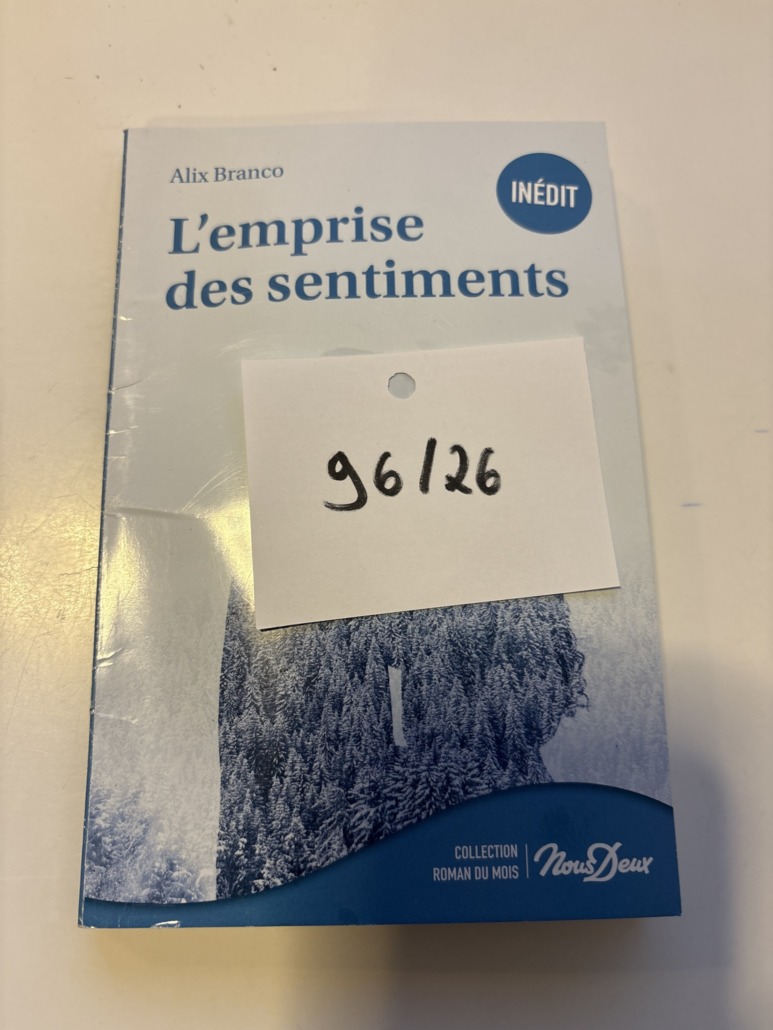 Alix Branco
INÉDIT
L'emprise
des sentiments
96/26
COLLECTION
ROMAN DU MOIS
Nous Deux